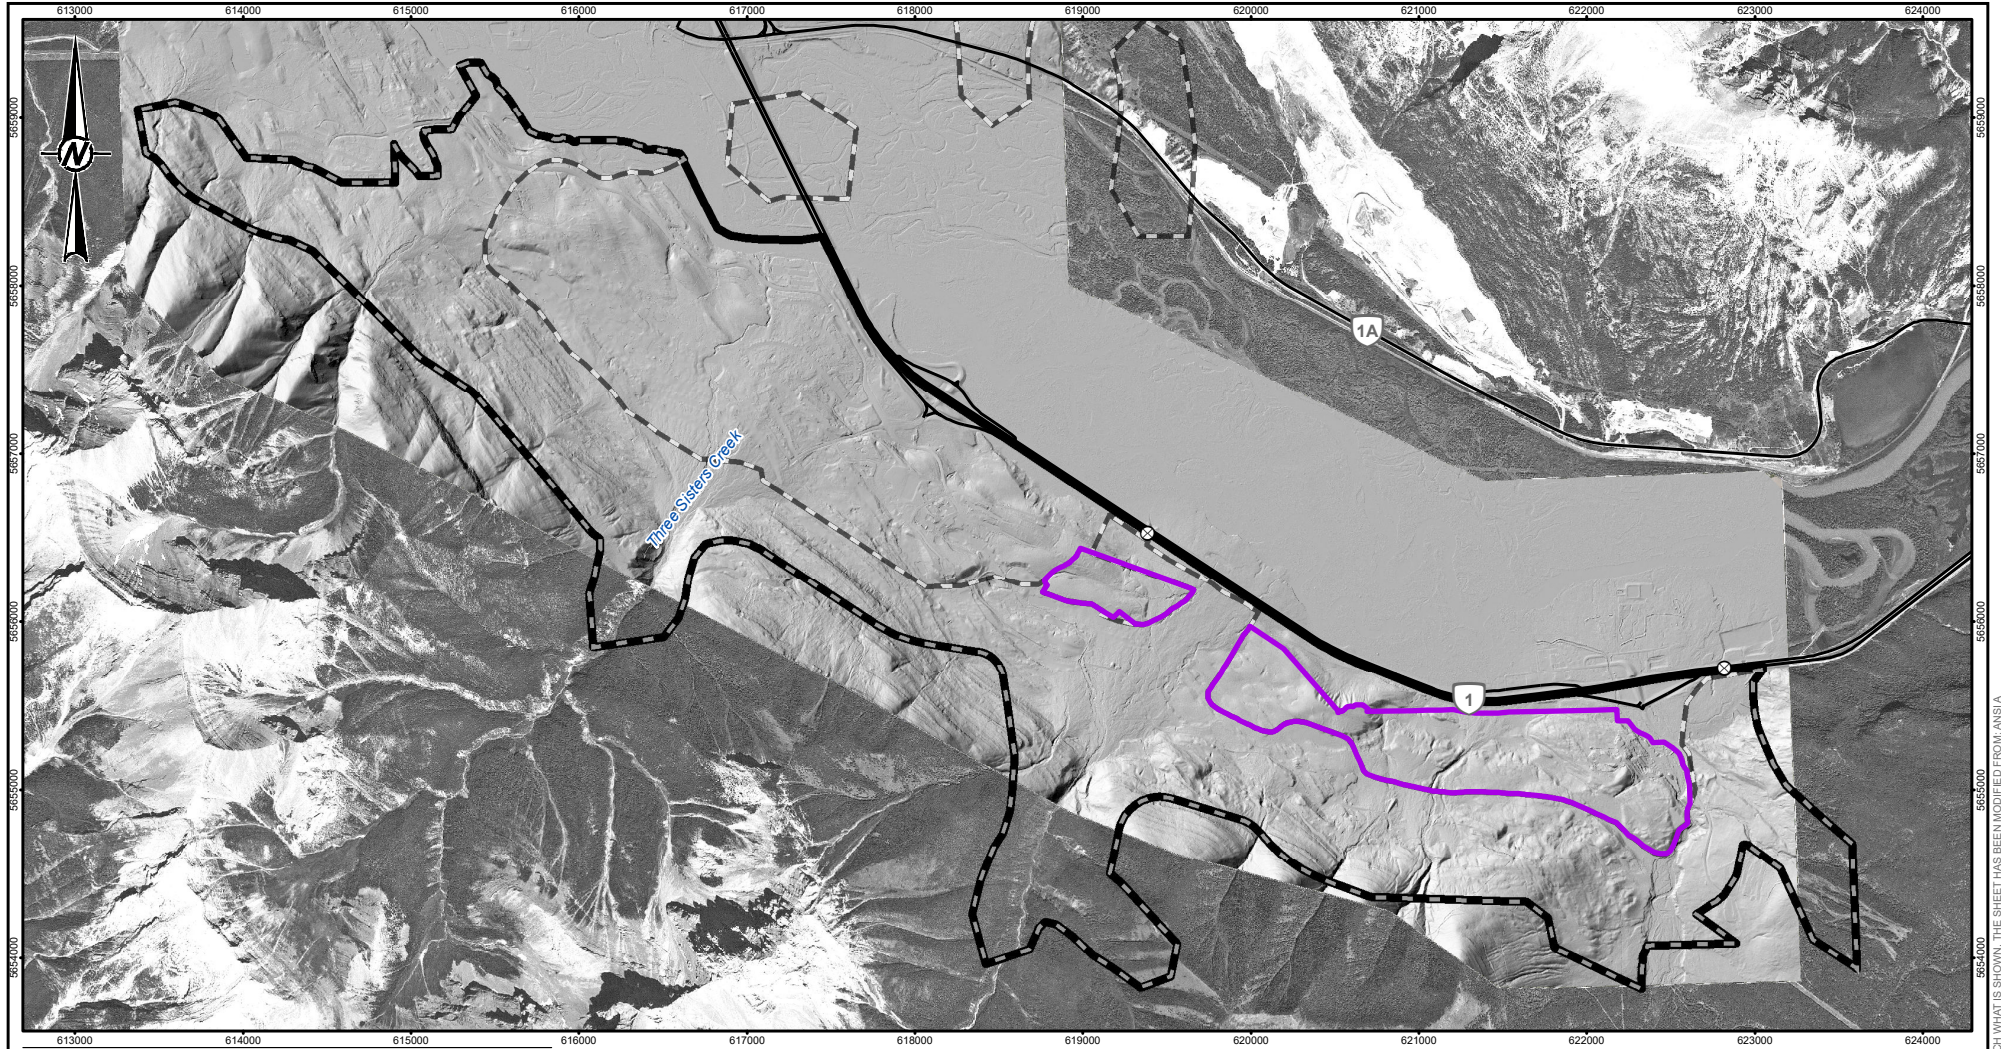 613000 614000 615000 616000 617000 618000 619000 620000 621000 622000 623000 624000
5659000 5659000
N
5658000 5658000
1A
5657000 5657000
Three Sisters Creek
5656000 5656000
1
5655000 5655000
5654000 5654000
613000 614000 615000 616000 617000 618000 619000 620000 621000 622000 623000 624000
WHAT IS SHOWN, THE SHEET HAS BEEN MODIFIED FROM: ANSI A